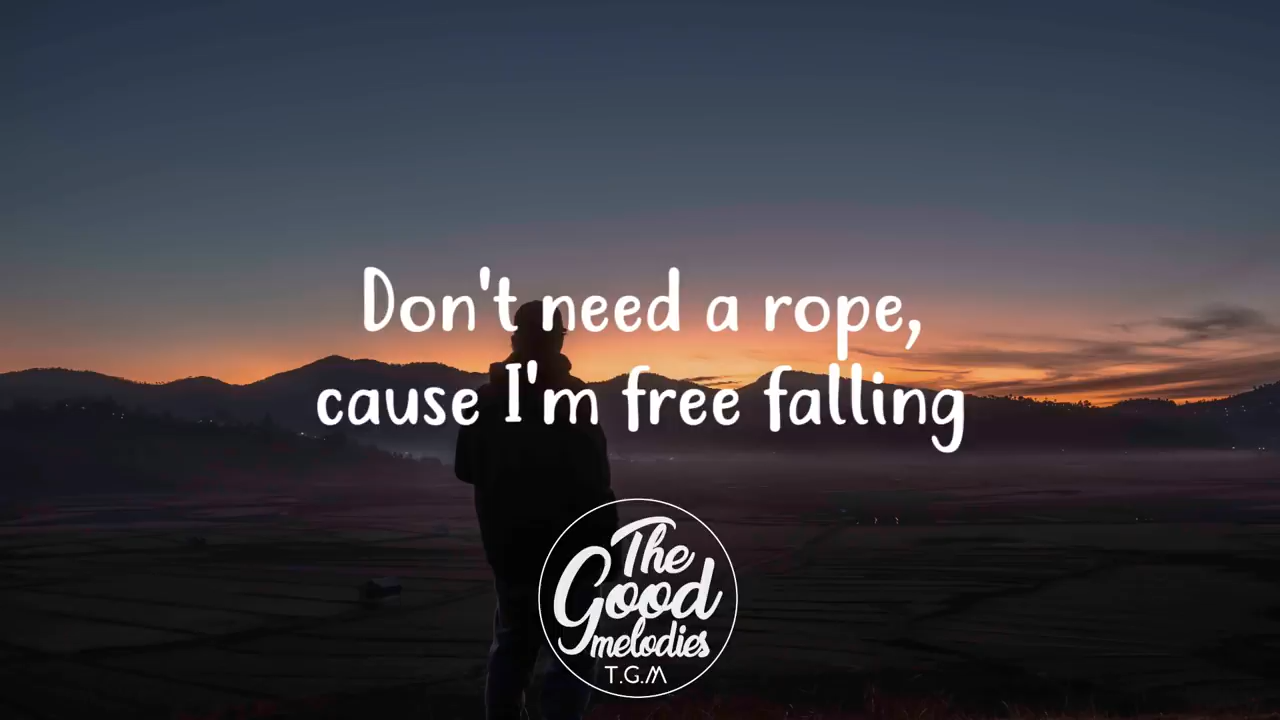 Don't need a rope,
cause I'm free falling
The
Good
melodies
T.G.M